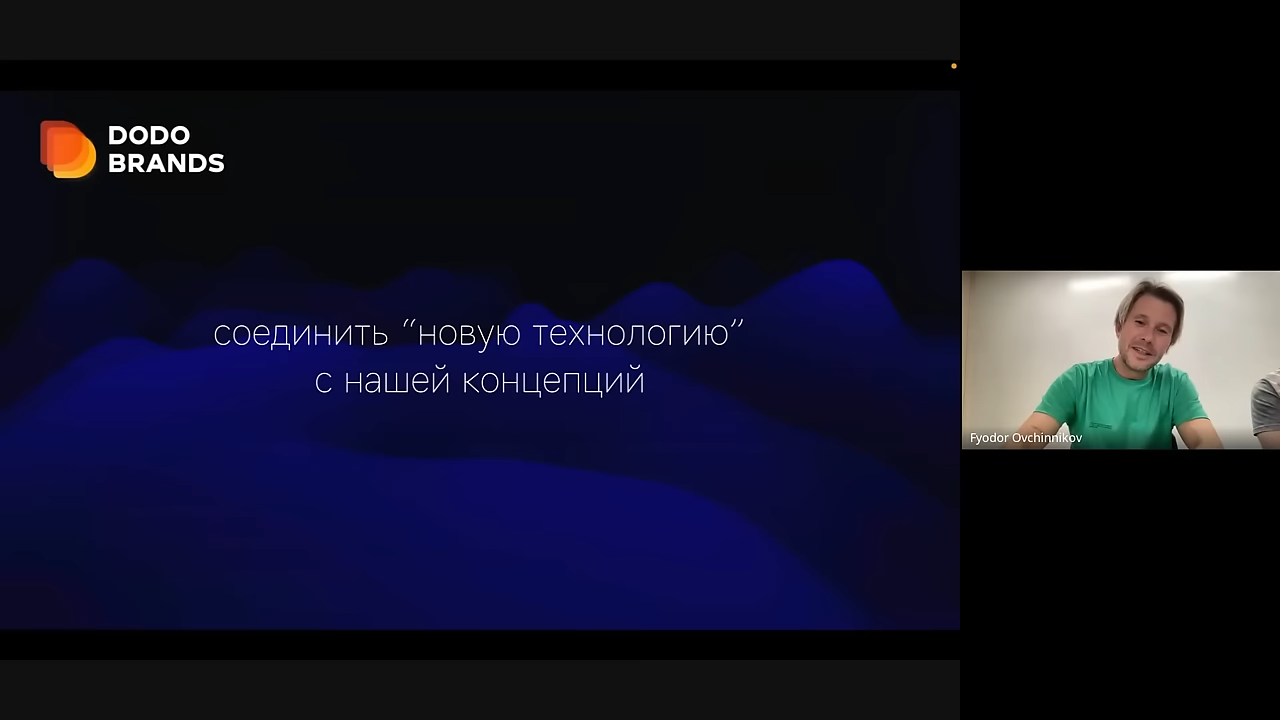 DODO
BRANDS
соединить “новую технологию”
с нашей концепций
Fyodor Ovchinnikov